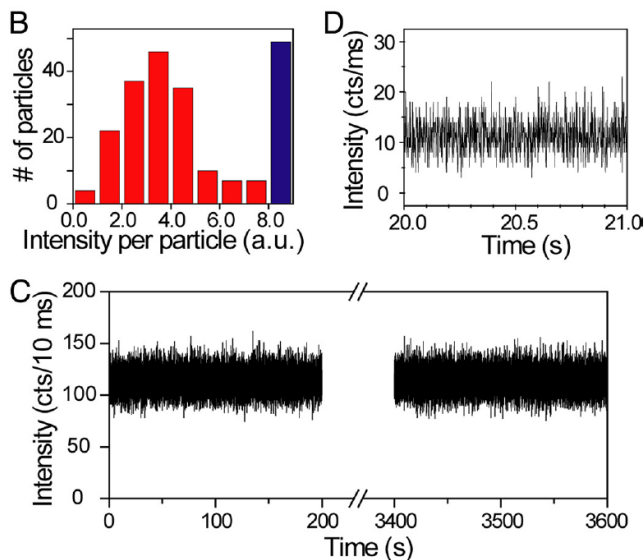 B
# of particles
40
20
0
0.0 2.0 4.0 6.0 8.0
Intensity per particle (a.u.)
D
Intensity (cts/ms)
30
20
10
0
20.0 20.5 21.0
Time (s)
C
Intensity (cts/10 ms)
200
150
100
50
0
0 100 200 3400 3500 3600
Time (s)